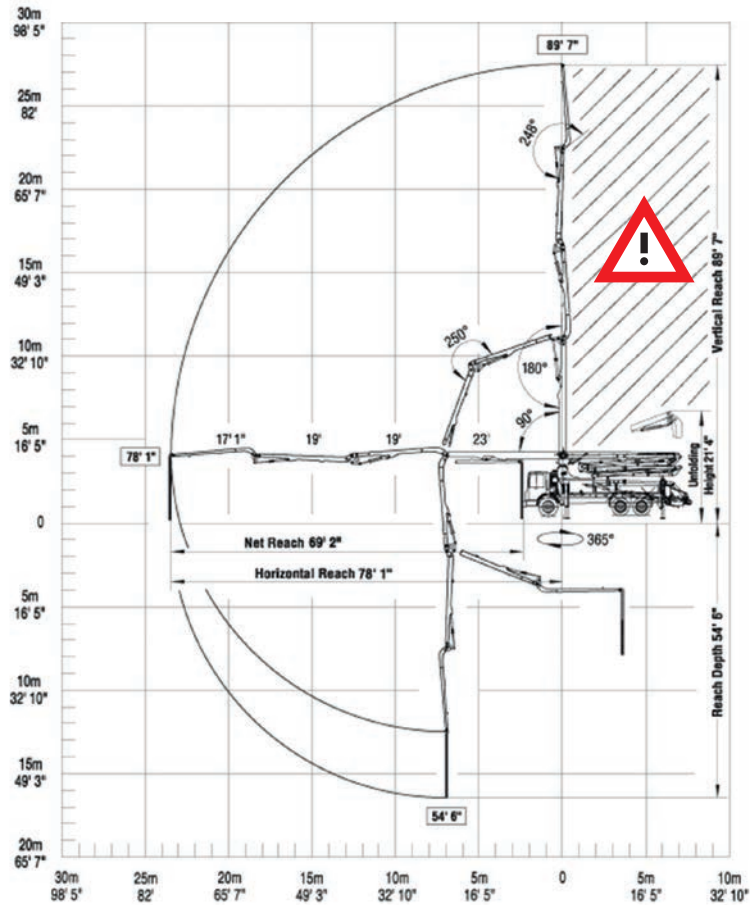 30m
98' 5"
89' 7"
25m
82'
248°
20m
65' 7"
!
15m
49' 3"
Vertical Reach 89' 7"
10m
32' 10"
250°
180°
90°
5m
16' 5"
17' 1"
19'
19'
23'
78' 1"
Unfolding
Height 21' 4"
0
Net Reach 69' 2"
365°
Horizontal Reach 78' 1"
5m
16' 5"
Reach Depth 54' 6"
10m
32' 10"
15m
49' 3"
54' 6"
20m
65' 7"
30m 25m 20m 15m 10m 5m 0 5m 10m
98' 5" 82' 65' 7" 49' 3" 32' 10" 16' 5" 16' 5" 32' 10"